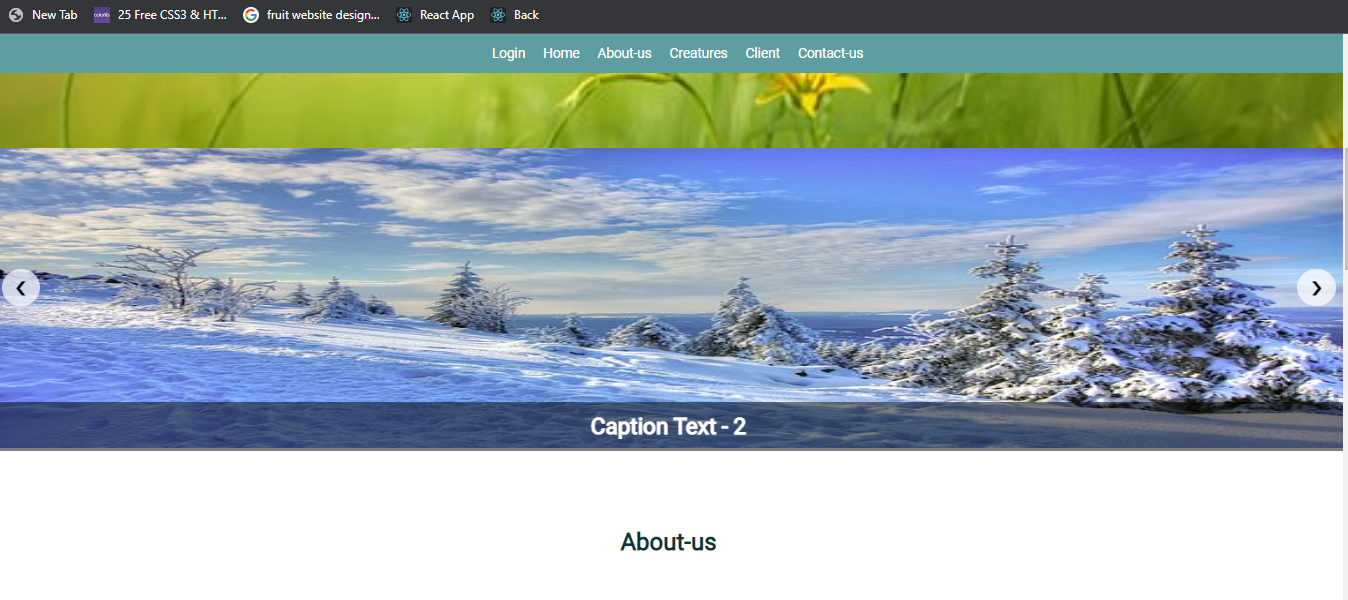 New Tab 25 Free CSS3 & HT... fruit website design... React App Back
Login Home About-us Creatures Client Contact-us
❮ ❯
Caption Text - 2
About-us